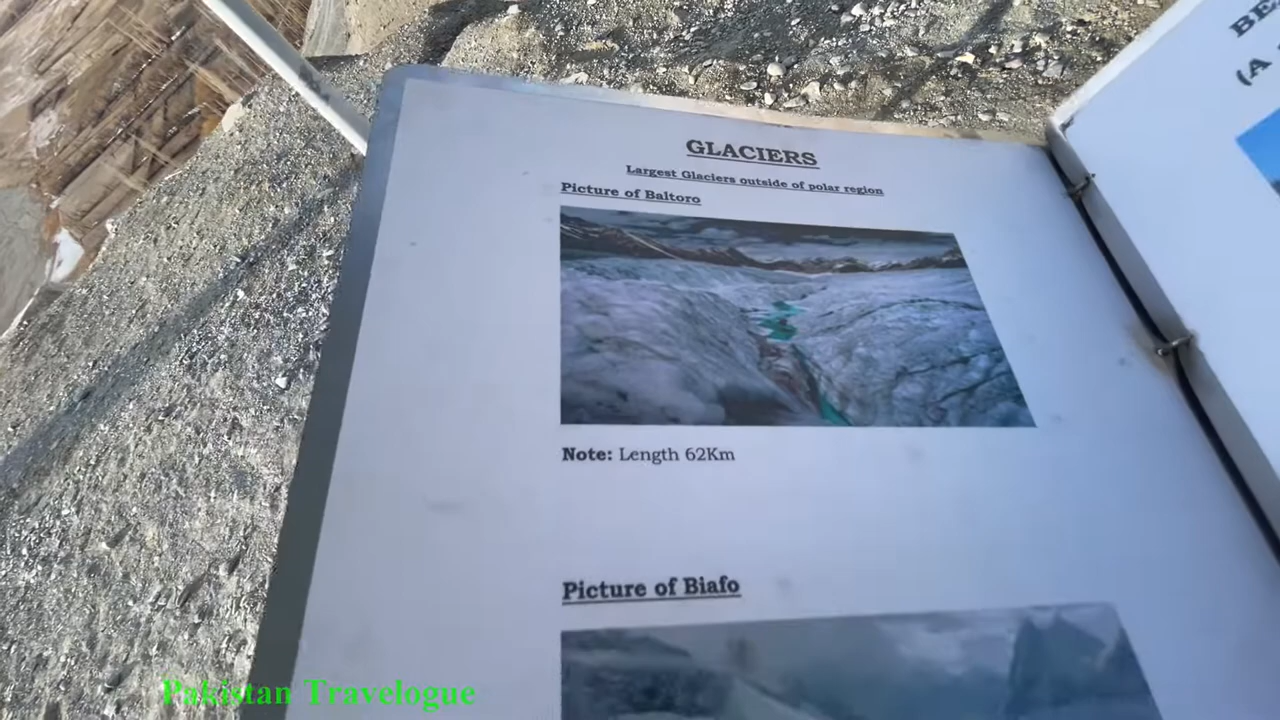 GLACIERS
Largest Glaciers outside of polar region
Picture of Baltoro
Note: Length 62Km
Picture of Biafo
(A
Pakistan Travelogue